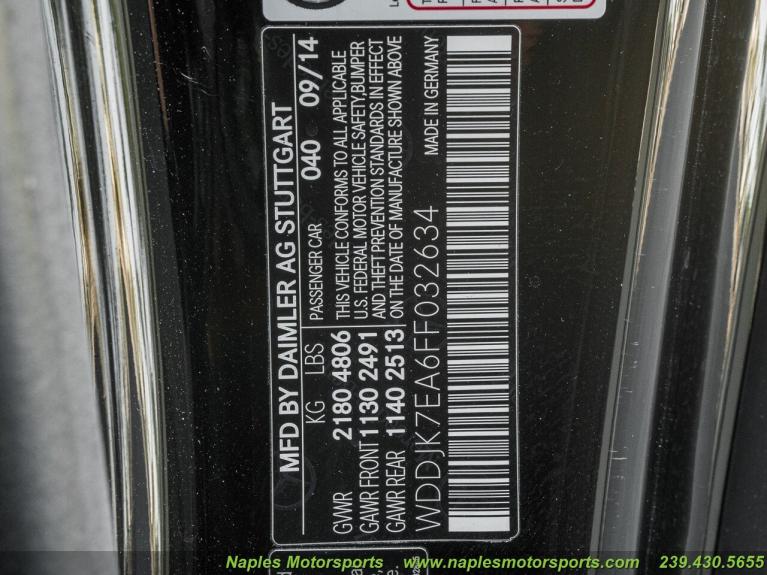 MFD BY DAIMLER AG STUTTGART
KG LBS
GVWR 2180 4806
GAWR FRONT 1130 2491
GAWR REAR 1140 2513
PASSENGER CAR 040 09/14
THIS VEHICLE CONFORMS TO ALL APPLICABLE
U.S. FEDERAL MOTOR VEHICLE SAFETY,BUMPER
AND THEFT PREVENTION STANDARDS IN EFFECT
ON THE DATE OF MANUFACTURE SHOWN ABOVE
WDDJK7EA6FF032634 MADE IN GERMANY
Naples Motorsports www.naplesmotorsports.com 239.430.5655